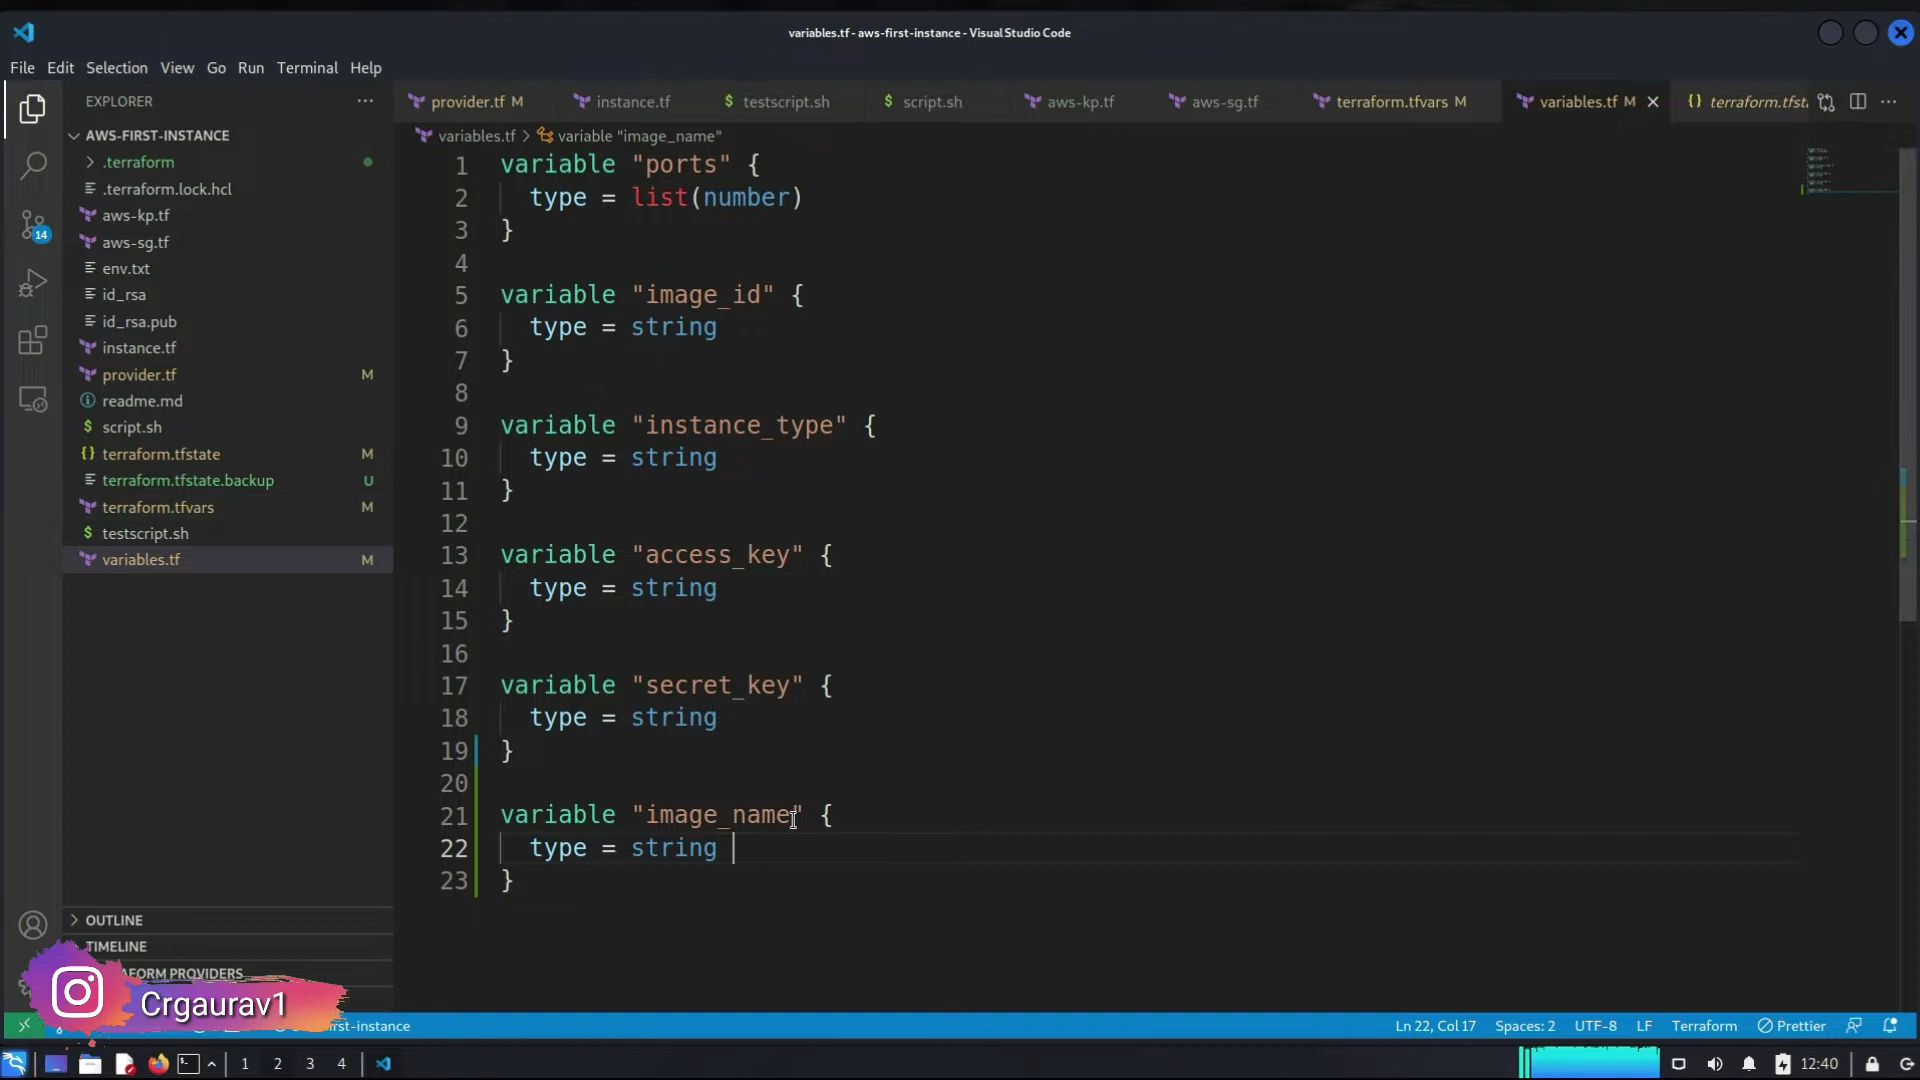 variables.tf - aws-first-instance - Visual Studio Code
File Edit Selection View Go Run Terminal Help
EXPLORER
AWS-FIRST-INSTANCE
.terraform
.terraform.lock.hcl
aws-kp.tf
aws-sg.tf
env.txt
id_rsa
id_rsa.pub
instance.tf
provider.tf M
readme.md
script.sh
terraform.tfstate M
terraform.tfstate.backup U
terraform.tfvars M
testscript.sh
variables.tf M
OUTLINE
TIMELINE
AFORM PROVIDERS
14
provider.tf M instance.tf testscript.sh script.sh aws-kp.tf aws-sg.tf terraform.tfvars M variables.tf M terraform.tfst
variables.tf > variable "image_name"
1 variable "ports" {
2 type = list(number)
3 }
4
5 variable "image_id" {
6 type = string
7 }
8
9 variable "instance_type" {
10 type = string
11 }
12
13 variable "access_key" {
14 type = string
15 }
16
17 variable "secret_key" {
18 type = string
19 }
20
21 variable "image_name" {
22 type = string
23 }
Crgaurav1
first-instance
Ln 22, Col 17 Spaces: 2 UTF-8 LF Terraform Prettier
1 2 3 4
12:40